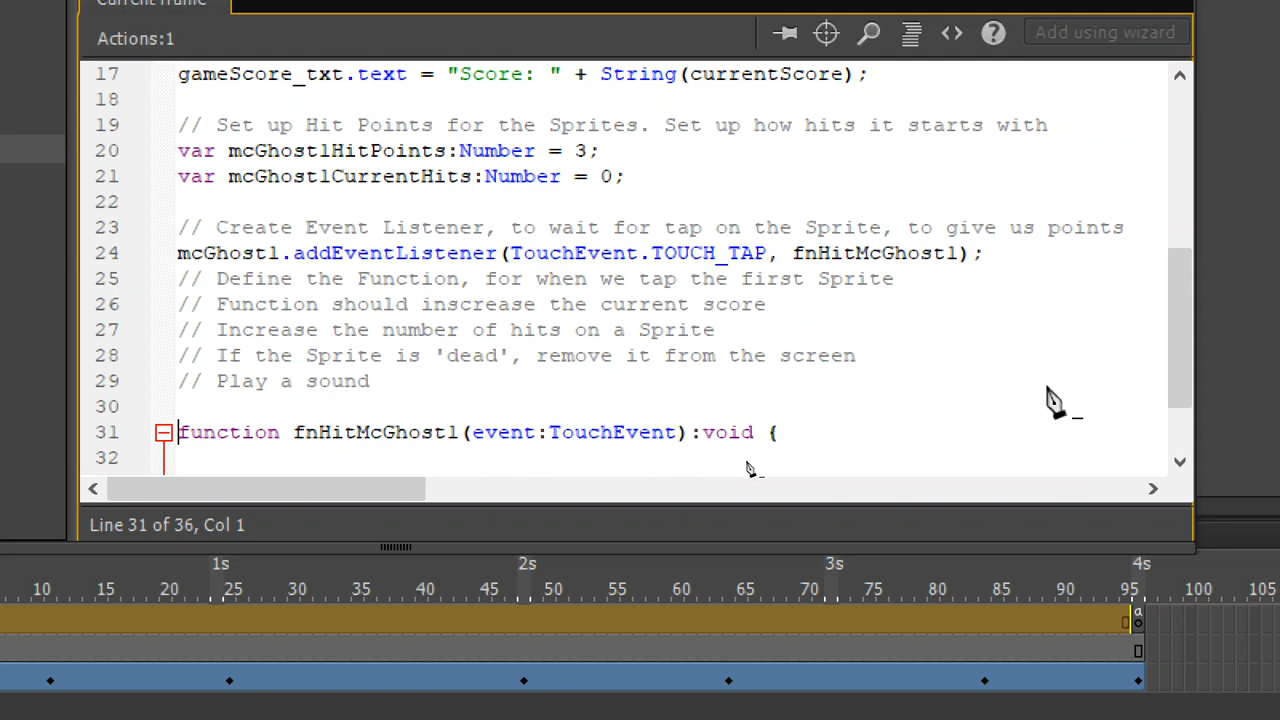 Current frame
Actions:1
Add using wizard
17 gameScore_txt.text = "Score: " + String(currentScore);
18
19 // Set up Hit Points for the Sprites. Set up how hits it starts with
20 var mcGhost1HitPoints:Number = 3;
21 var mcGhost1CurrentHits:Number = 0;
22
23 // Create Event Listener, to wait for tap on the Sprite, to give us points
24 mcGhost1.addEventListener(TouchEvent.TOUCH_TAP, fnHitMcGhost1);
25 // Define the Function, for when we tap the first Sprite
26 // Function should inscrease the current score
27 // Increase the number of hits on a Sprite
28 // If the Sprite is 'dead', remove it from the screen
29 // Play a sound
30
31 function fnHitMcGhost1(event:TouchEvent):void {
32
Line 31 of 36, Col 1
1s 2s 3s 4s
10 15 20 25 30 35 40 45 50 55 60 65 70 75 80 85 90 95 100 105
a